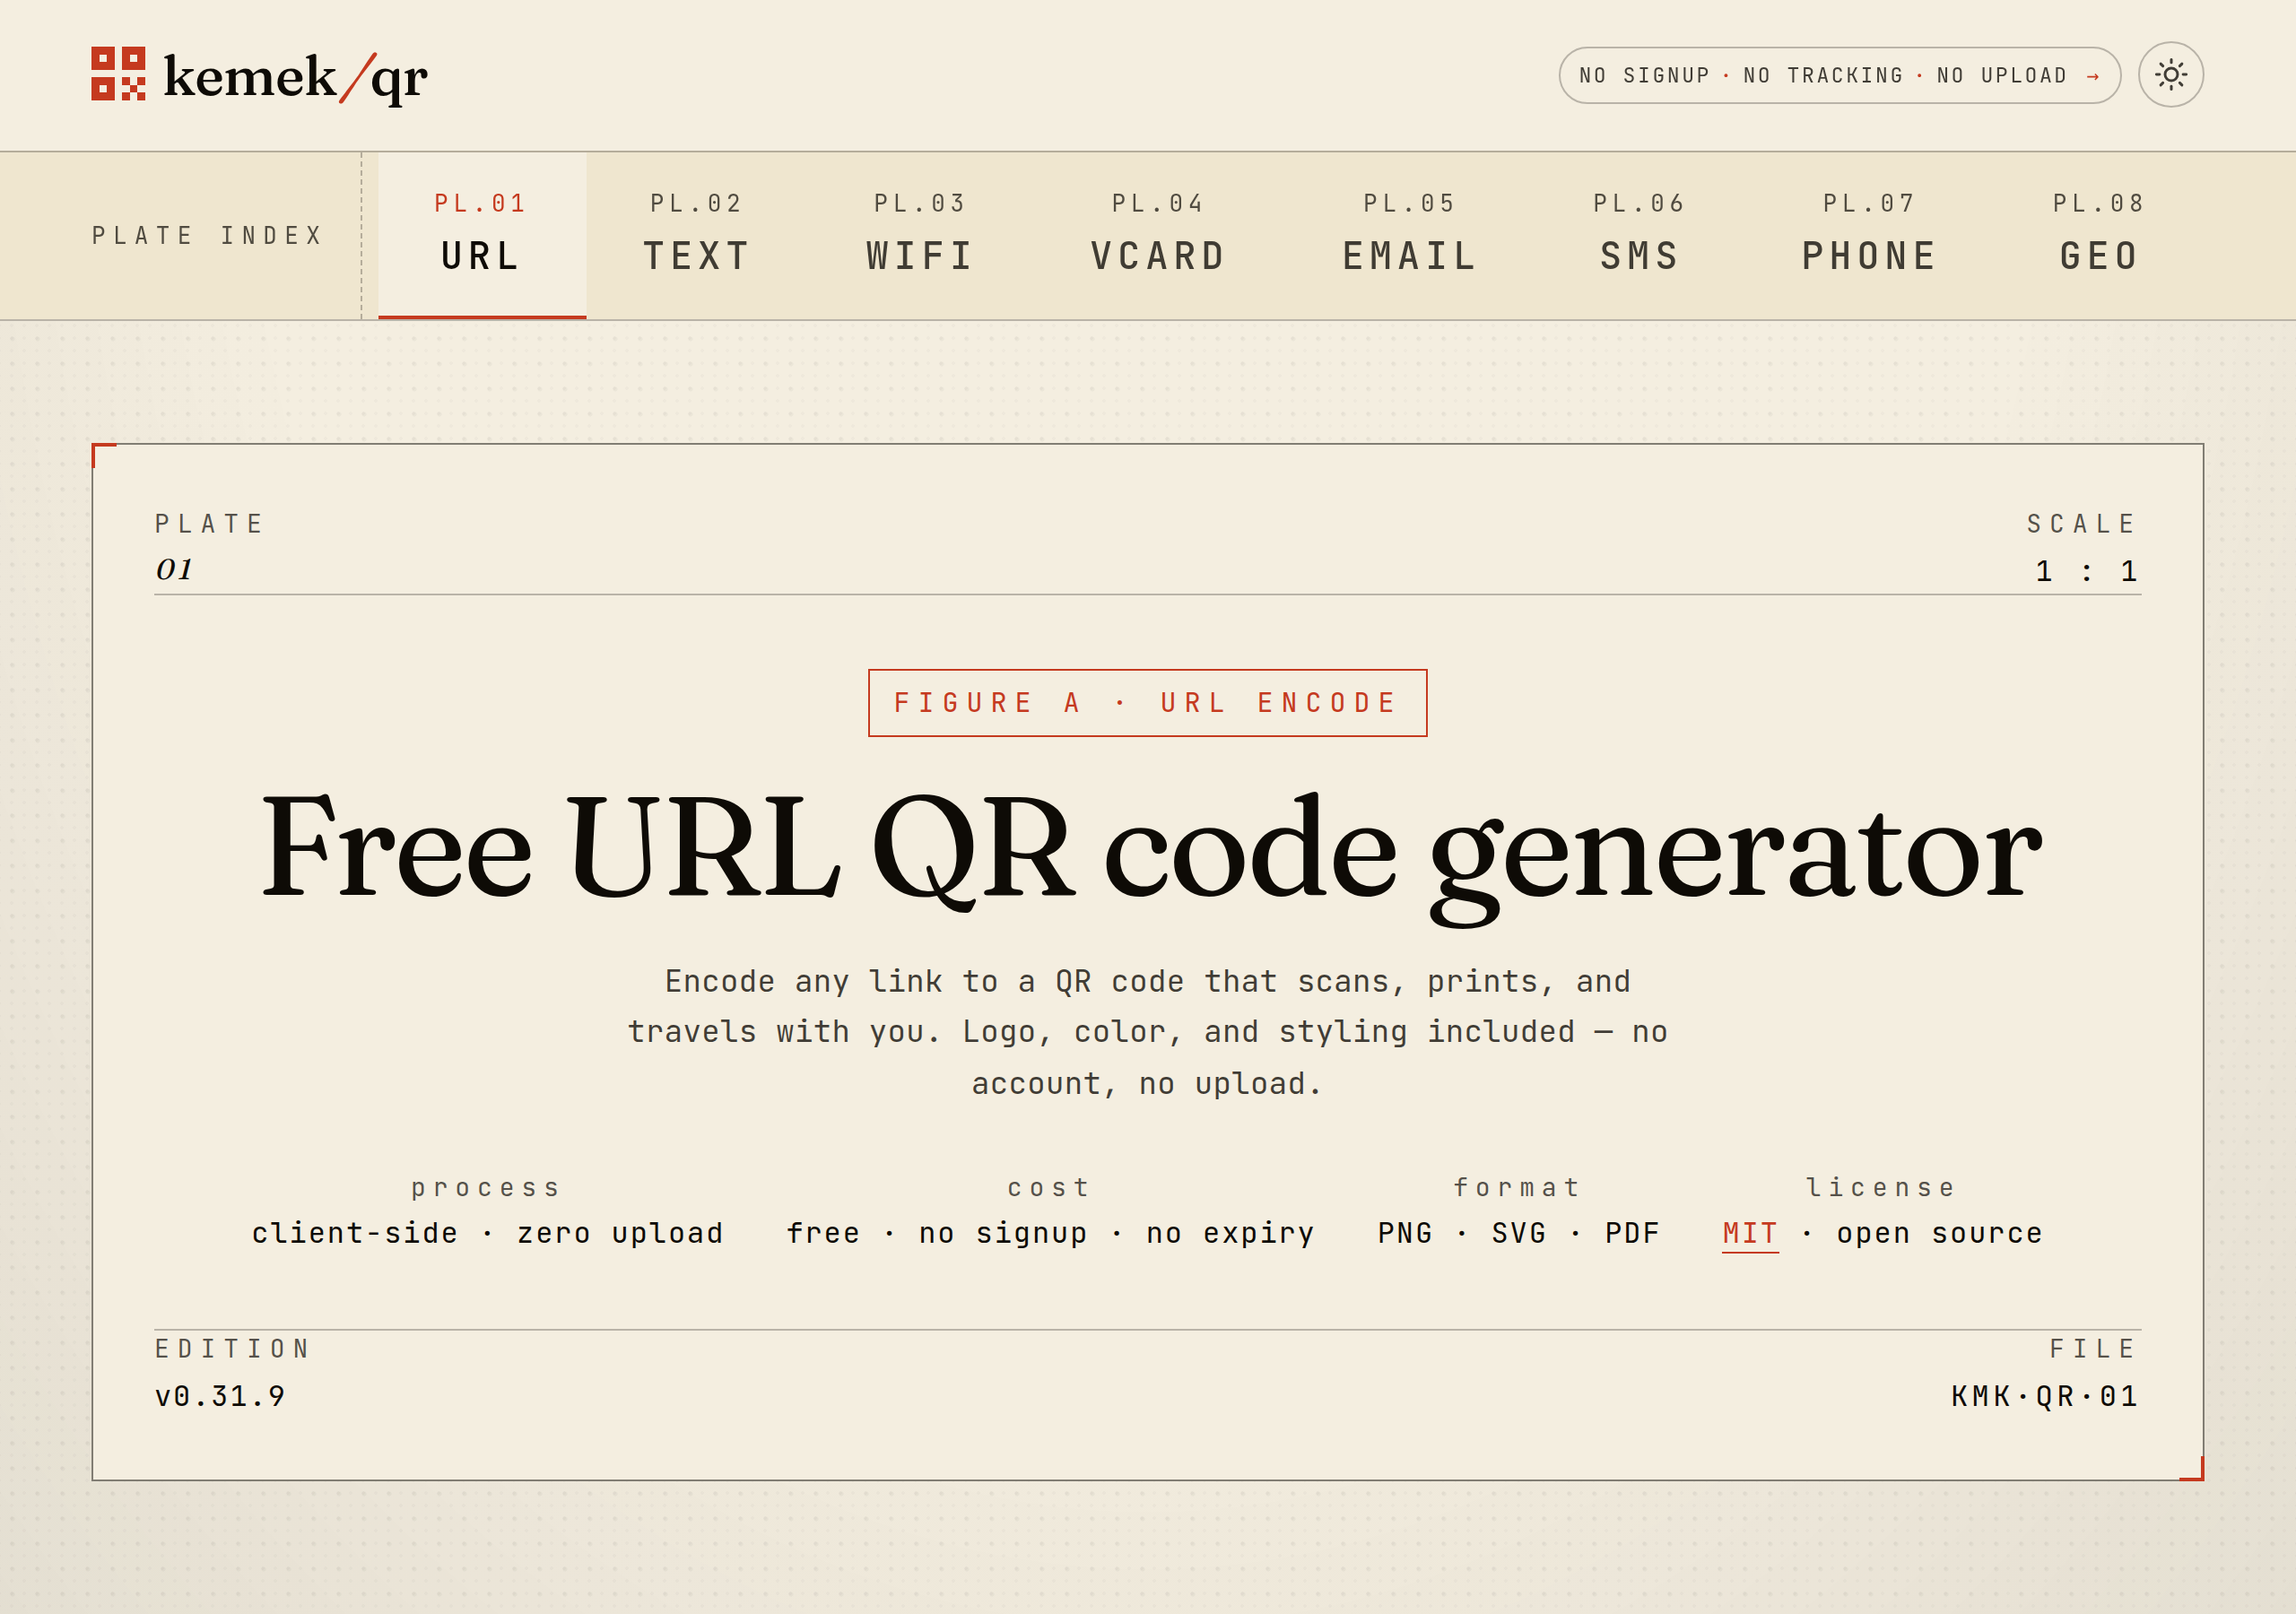 kemek/qr
NO SIGNUP · NO TRACKING · NO UPLOAD →
PLATE INDEX
PL.01
URL
PL.02
TEXT
PL.03
WIFI
PL.04
VCARD
PL.05
EMAIL
PL.06
SMS
PL.07
PHONE
PL.08
GEO
PLATE
01
SCALE
1 : 1
FIGURE A · URL ENCODE
Free URL QR code generator
Encode any link to a QR code that scans, prints, and
travels with you. Logo, color, and styling included — no
account, no upload.
process
client-side · zero upload
cost
free · no signup · no expiry
format
PNG · SVG · PDF
license
MIT · open source
EDITION
v0.31.9
FILE
KMK·QR·01